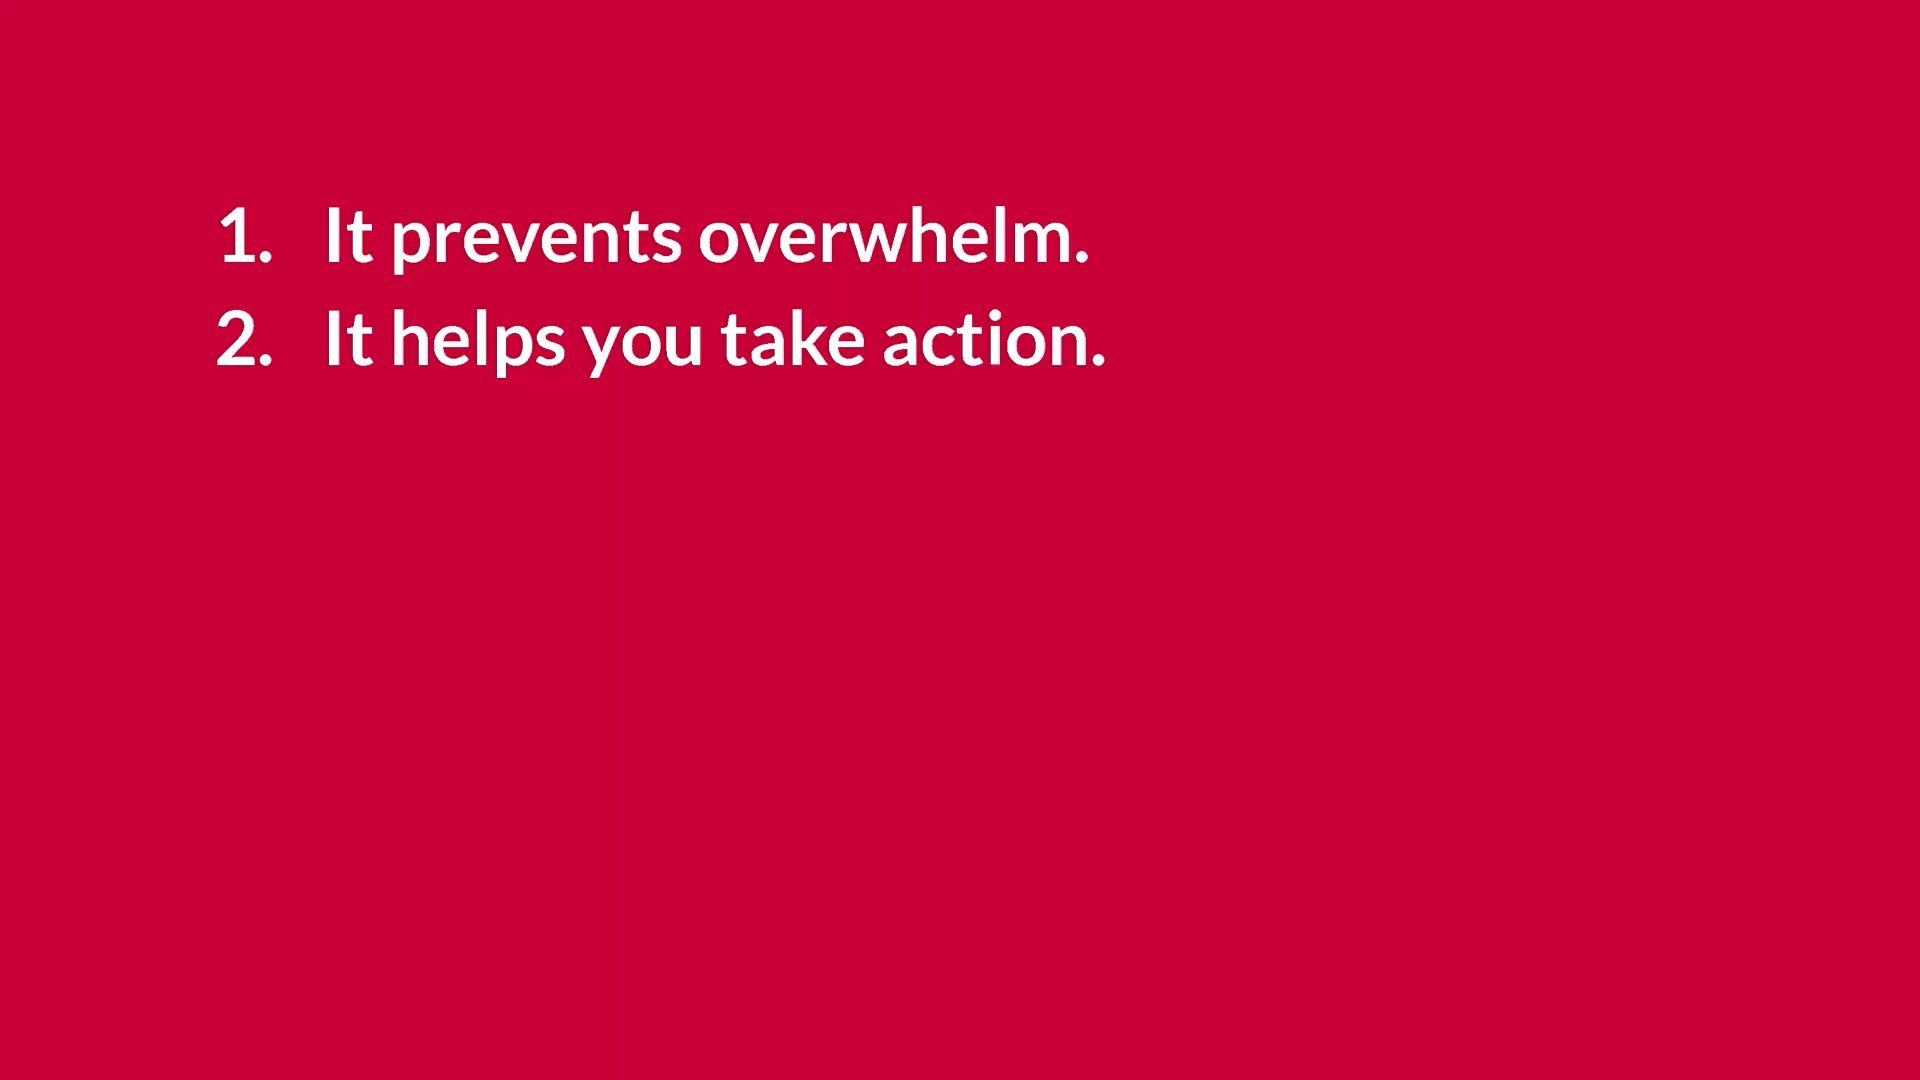 1. It prevents overwhelm.
2. It helps you take action.